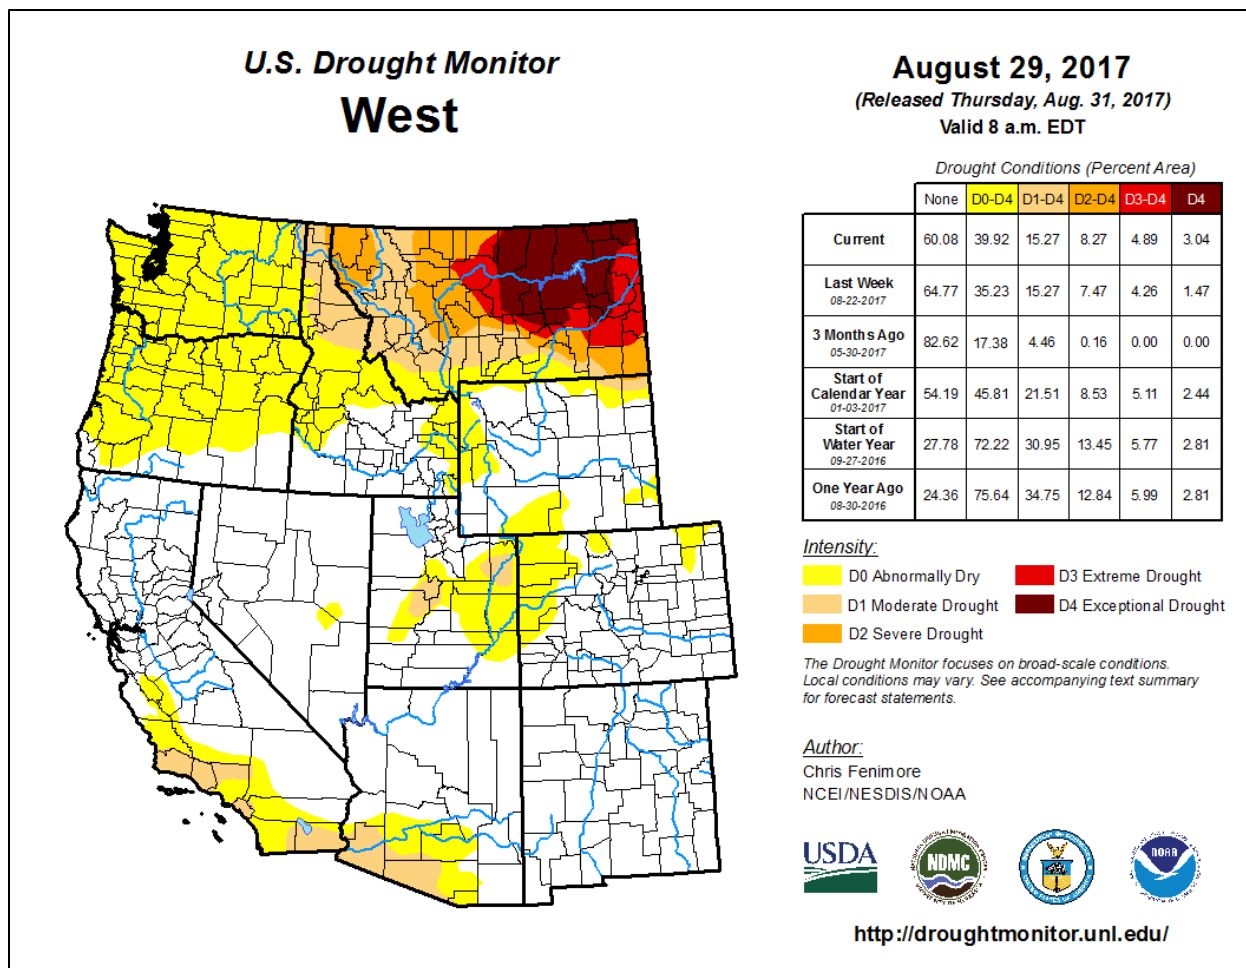 U.S. Drought Monitor
West
August 29, 2017
(Released Thursday, Aug. 31, 2017)
Valid 8 a.m. EDT
Drought Conditions (Percent Area)
None D0-D4 D1-D4 D2-D4 D3-D4 D4
Current 60.08 39.92 15.27 8.27 4.89 3.04
Last Week
08-22-2017 64.77 35.23 15.27 7.47 4.26 1.47
3 Months Ago
05-30-2017 82.62 17.38 4.46 0.16 0.00 0.00
Start of
Calendar Year
01-03-2017 54.19 45.81 21.51 8.53 5.11 2.44
Start of
Water Year
09-27-2016 27.78 72.22 30.95 13.45 5.77 2.81
One Year Ago
08-30-2016 24.36 75.64 34.75 12.84 5.99 2.81
Intensity:
D0 Abnormally Dry
D1 Moderate Drought
D2 Severe Drought
D3 Extreme Drought
D4 Exceptional Drought
The Drought Monitor focuses on broad-scale conditions.
Local conditions may vary. See accompanying text summary
for forecast statements.
Author:
Chris Fenimore
NCEI/NESDIS/NOAA
USDA
NDMC
NOAA
http://droughtmonitor.unl.edu/